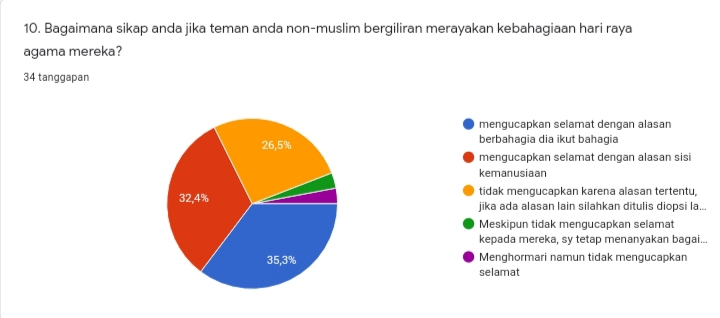 10. Bagaimana sikap anda jika teman anda non-muslim bergiliran merayakan kebahagiaan hari raya
agama mereka?
34 tanggapan
26,5%
32,4%
35,3%
mengucapkan selamat dengan alasan
berbahagia dia ikut bahagia
mengucapkan selamat dengan alasan sisi
kemanusiaan
tidak mengucapkan karena alasan tertentu,
jika ada alasan lain silahkan ditulis diopsi la...
Meskipun tidak mengucapkan selamat
kepada mereka, sy tetap menanyakan bagai...
Menghormari namun tidak mengucapkan
selamat